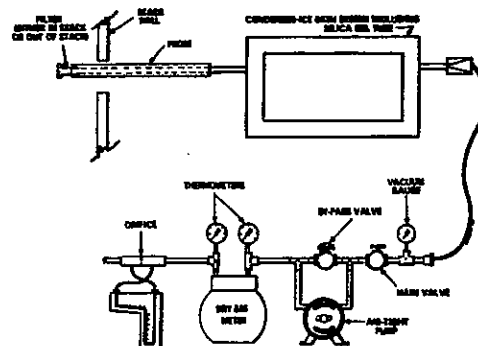 FILTER
(EITHER IN STACK
OR OUT OF STACK)
STACK
WALL
PROBE
CONDENSER-ICE BATH SYSTEM INCLUDING
SILICA GEL TUBE
THERMOMETERS
ORIFICE
BY-PASS VALVE
VACUUM
GAUGE
DRY GAS
METER
MAIN VALVE
AIR-TIGHT
PUMP